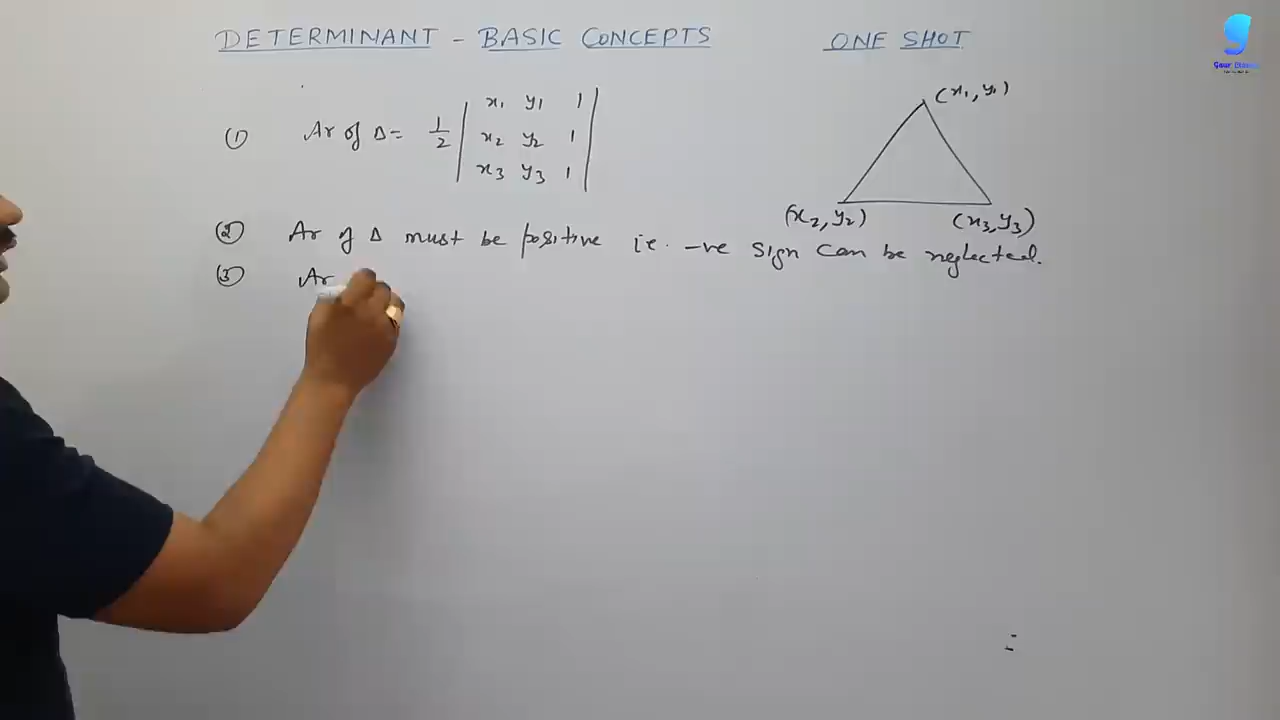 DETERMINANT - BASIC CONCEPTS ONE SHOT
(x₁, y₁)
① Ar of Δ = 1/2 | x₁ y₁ 1 |
| x₂ y₂ 1 |
| x₃ y₃ 1 |
(x₂, y₂) (x₃, y₃)
② Ar of Δ must be positive i.e. -ve sign can be neglected.
③ Ar
g